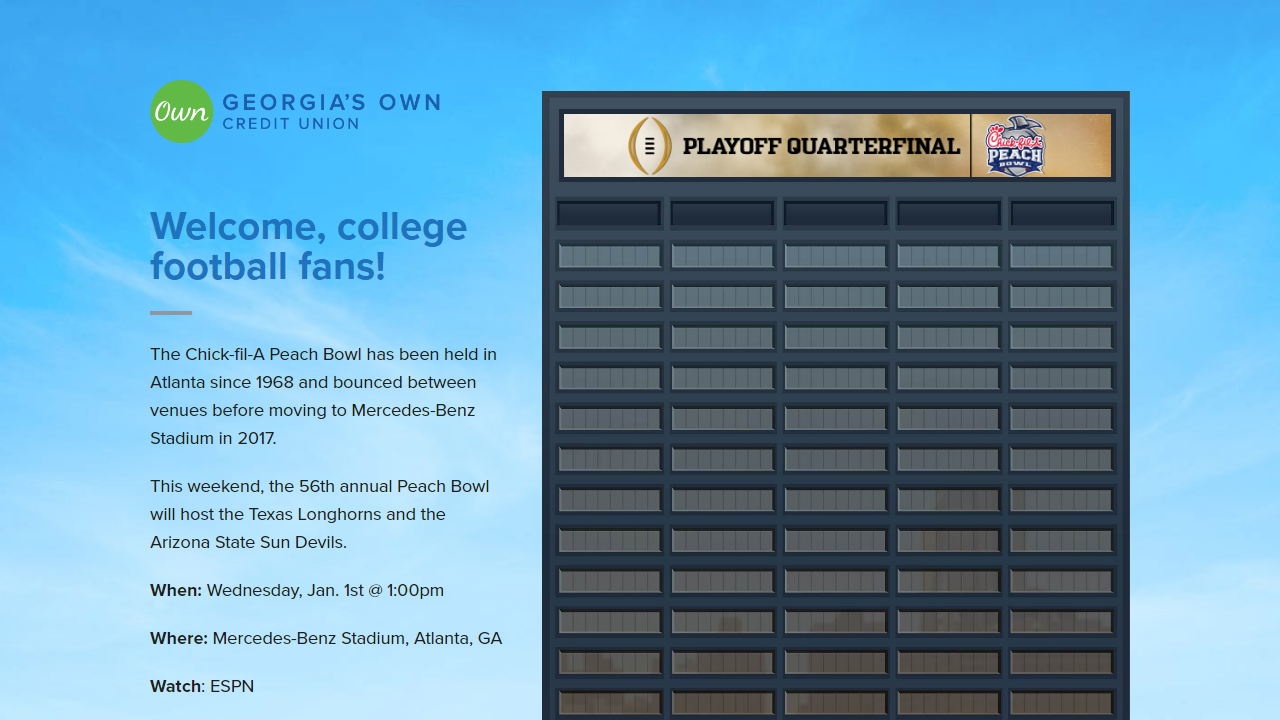 Own
GEORGIA'S OWN
CREDIT UNION
Welcome, college
football fans!
The Chick-fil-A Peach Bowl has been held in
Atlanta since 1968 and bounced between
venues before moving to Mercedes-Benz
Stadium in 2017.
This weekend, the 56th annual Peach Bowl
will host the Texas Longhorns and the
Arizona State Sun Devils.
When: Wednesday, Jan. 1st @ 1:00pm
Where: Mercedes-Benz Stadium, Atlanta, GA
Watch: ESPN
PLAYOFF QUARTERFINAL
Chick-fil-A
PEACH
BOWL